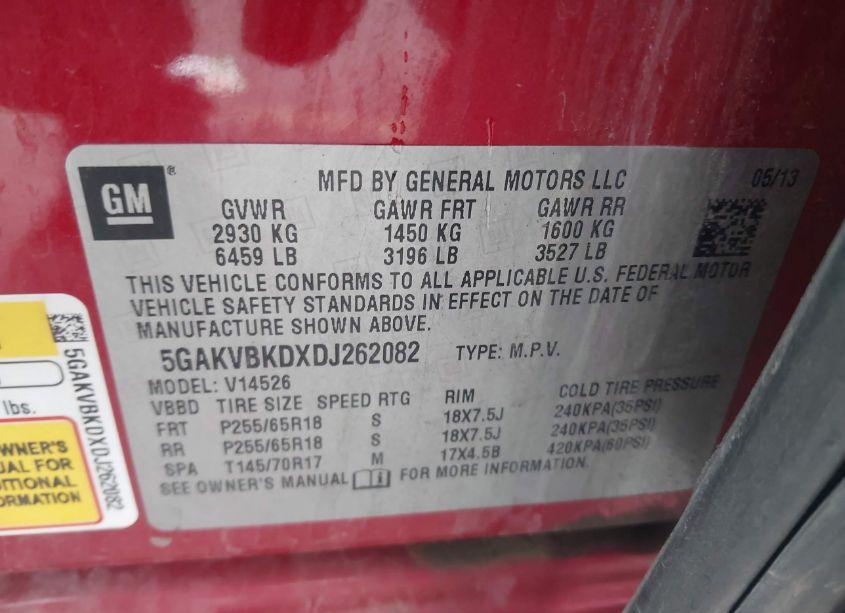 GM
MFD BY GENERAL MOTORS LLC 05/13
GVWR GAWR FRT GAWR RR
2930 KG 1450 KG 1600 KG
6459 LB 3196 LB 3527 LB
THIS VEHICLE CONFORMS TO ALL APPLICABLE U.S. FEDERAL MOTOR
VEHICLE SAFETY STANDARDS IN EFFECT ON THE DATE OF
MANUFACTURE SHOWN ABOVE.
5GAKVBKDXDJ262082 TYPE: M.P.V.
MODEL: V14526
VBBD TIRE SIZE SPEED RTG RIM COLD TIRE PRESSURE
FRT P255/65R18 S 18X7.5J 240KPA(35PSI)
RR P255/65R18 S 18X7.5J 240KPA(35PSI)
SPA T145/70R17 M 17X4.5B 420KPA(60PSI)
SEE OWNER'S MANUAL FOR MORE INFORMATION.
5GAKVBKDXDJ262082
lbs.
WNER'S
UAL FOR
DITIONAL
ORMATION